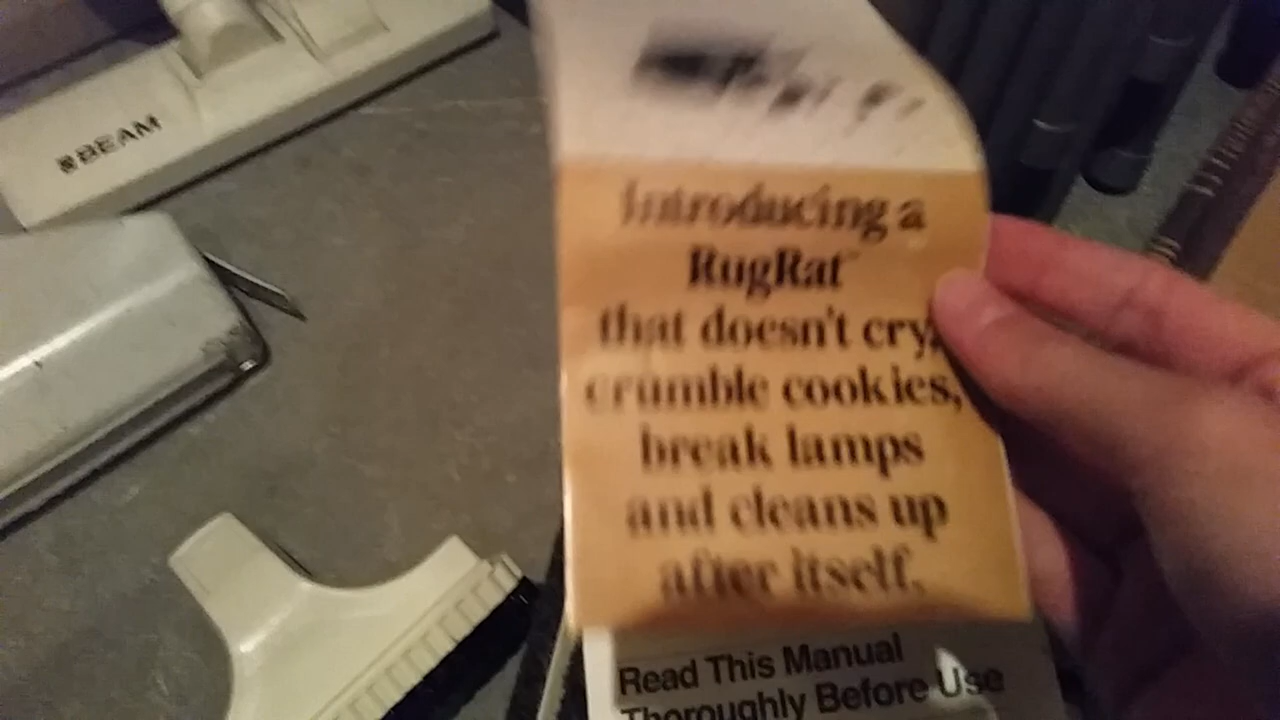 BEAM
Introducing a
RugRat™
that doesn't cry,
crumble cookies,
break lamps
and cleans up
after itself.
Read This Manual
Thoroughly Before Use